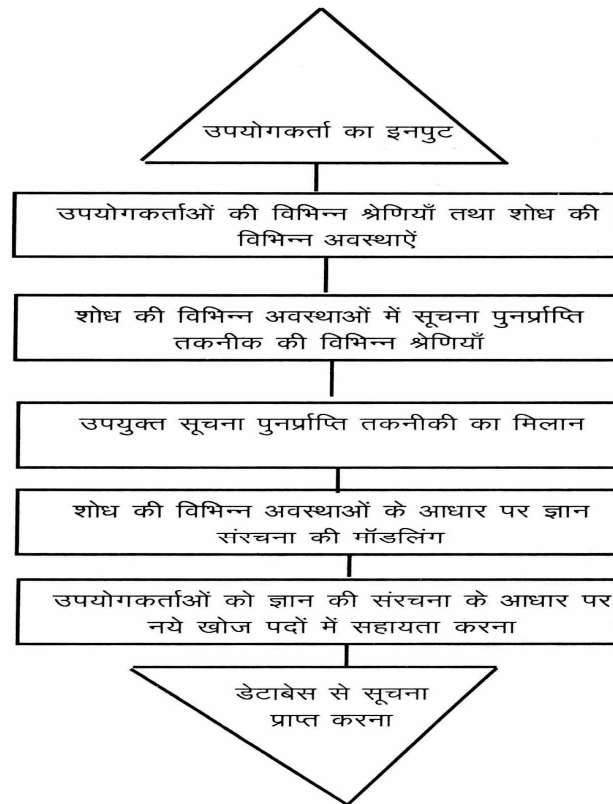 उपयोगकर्ता का इनपुट
उपयोगकर्ताओं की विभिन्न श्रेणियाँ तथा शोध की
विभिन्न अवस्थाऐं
शोध की विभिन्न अवस्थाओं में सूचना पुनर्प्राप्ति
तकनीक की विभिन्न श्रेणियाँ
उपयुक्त सूचना पुनर्प्राप्ति तकनीकी का मिलान
शोध की विभिन्न अवस्थाओं के आधार पर ज्ञान
संरचना की मॉडलिंग
उपयोगकर्ताओं को ज्ञान की संरचना के आधार पर
नये खोज पदों में सहायता करना
डेटाबेस से सूचना
प्राप्त करना